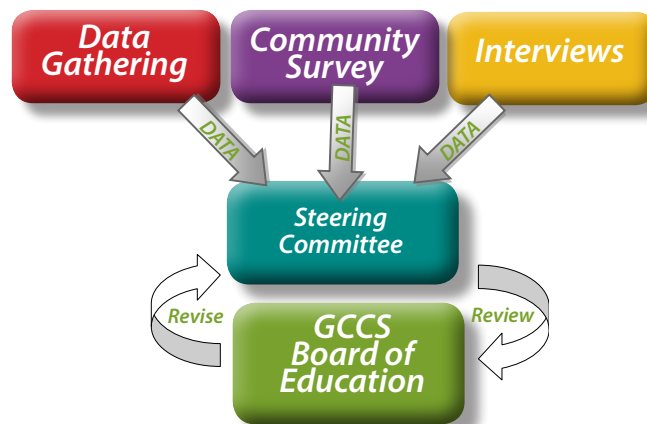 Data
Gathering
Community
Survey
Interviews
DATA
DATA
DATA
Steering
Committee
Revise
Review
GCCS
Board of
Education